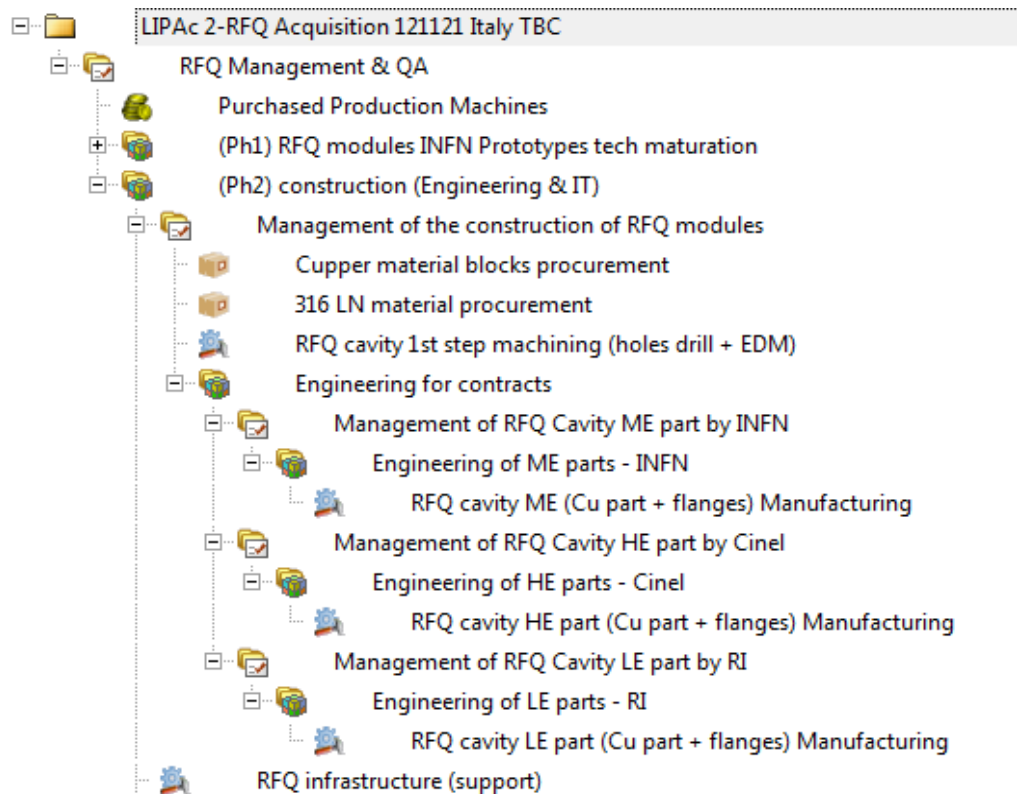 LIPAc 2-RFQ Acquisition 121121 Italy TBC
RFQ Management & QA
Purchased Production Machines
(Ph1) RFQ modules INFN Prototypes tech maturation
(Ph2) construction (Engineering & IT)
Management of the construction of RFQ modules
Cupper material blocks procurement
316 LN material procurement
RFQ cavity 1st step machining (holes drill + EDM)
Engineering for contracts
Management of RFQ Cavity ME part by INFN
Engineering of ME parts - INFN
RFQ cavity ME (Cu part + flanges) Manufacturing
Management of RFQ Cavity HE part by Cinel
Engineering of HE parts - Cinel
RFQ cavity HE part (Cu part + flanges) Manufacturing
Management of RFQ Cavity LE part by RI
Engineering of LE parts - RI
RFQ cavity LE part (Cu part + flanges) Manufacturing
RFQ infrastructure (support)